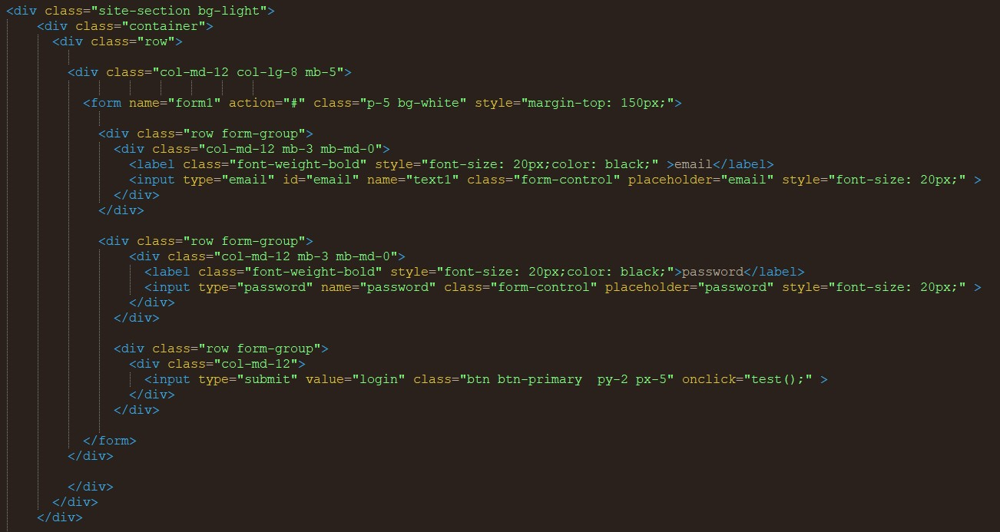 <div class="site-section bg-light">
<div class="container">
<div class="row">
<div class="col-md-12 col-lg-8 mb-5">
<form name="form1" action="#" class="p-5 bg-white" style="margin-top: 150px;">
<div class="row form-group">
<div class="col-md-12 mb-3 mb-md-0">
<label class="font-weight-bold" style="font-size: 20px;color: black;" >email</label>
<input type="email" id="email" name="text1" class="form-control" placeholder="email" style="font-size: 20px;" >
</div>
</div>
<div class="row form-group">
<div class="col-md-12 mb-3 mb-md-0">
<label class="font-weight-bold" style="font-size: 20px;color: black;">password</label>
<input type="password" name="password" class="form-control" placeholder="password" style="font-size: 20px;" >
</div>
</div>
<div class="row form-group">
<div class="col-md-12">
<input type="submit" value="login" class="btn btn-primary  py-2 px-5" onclick="test();" >
</div>
</div>
</form>
</div>
</div>
</div>
</div>